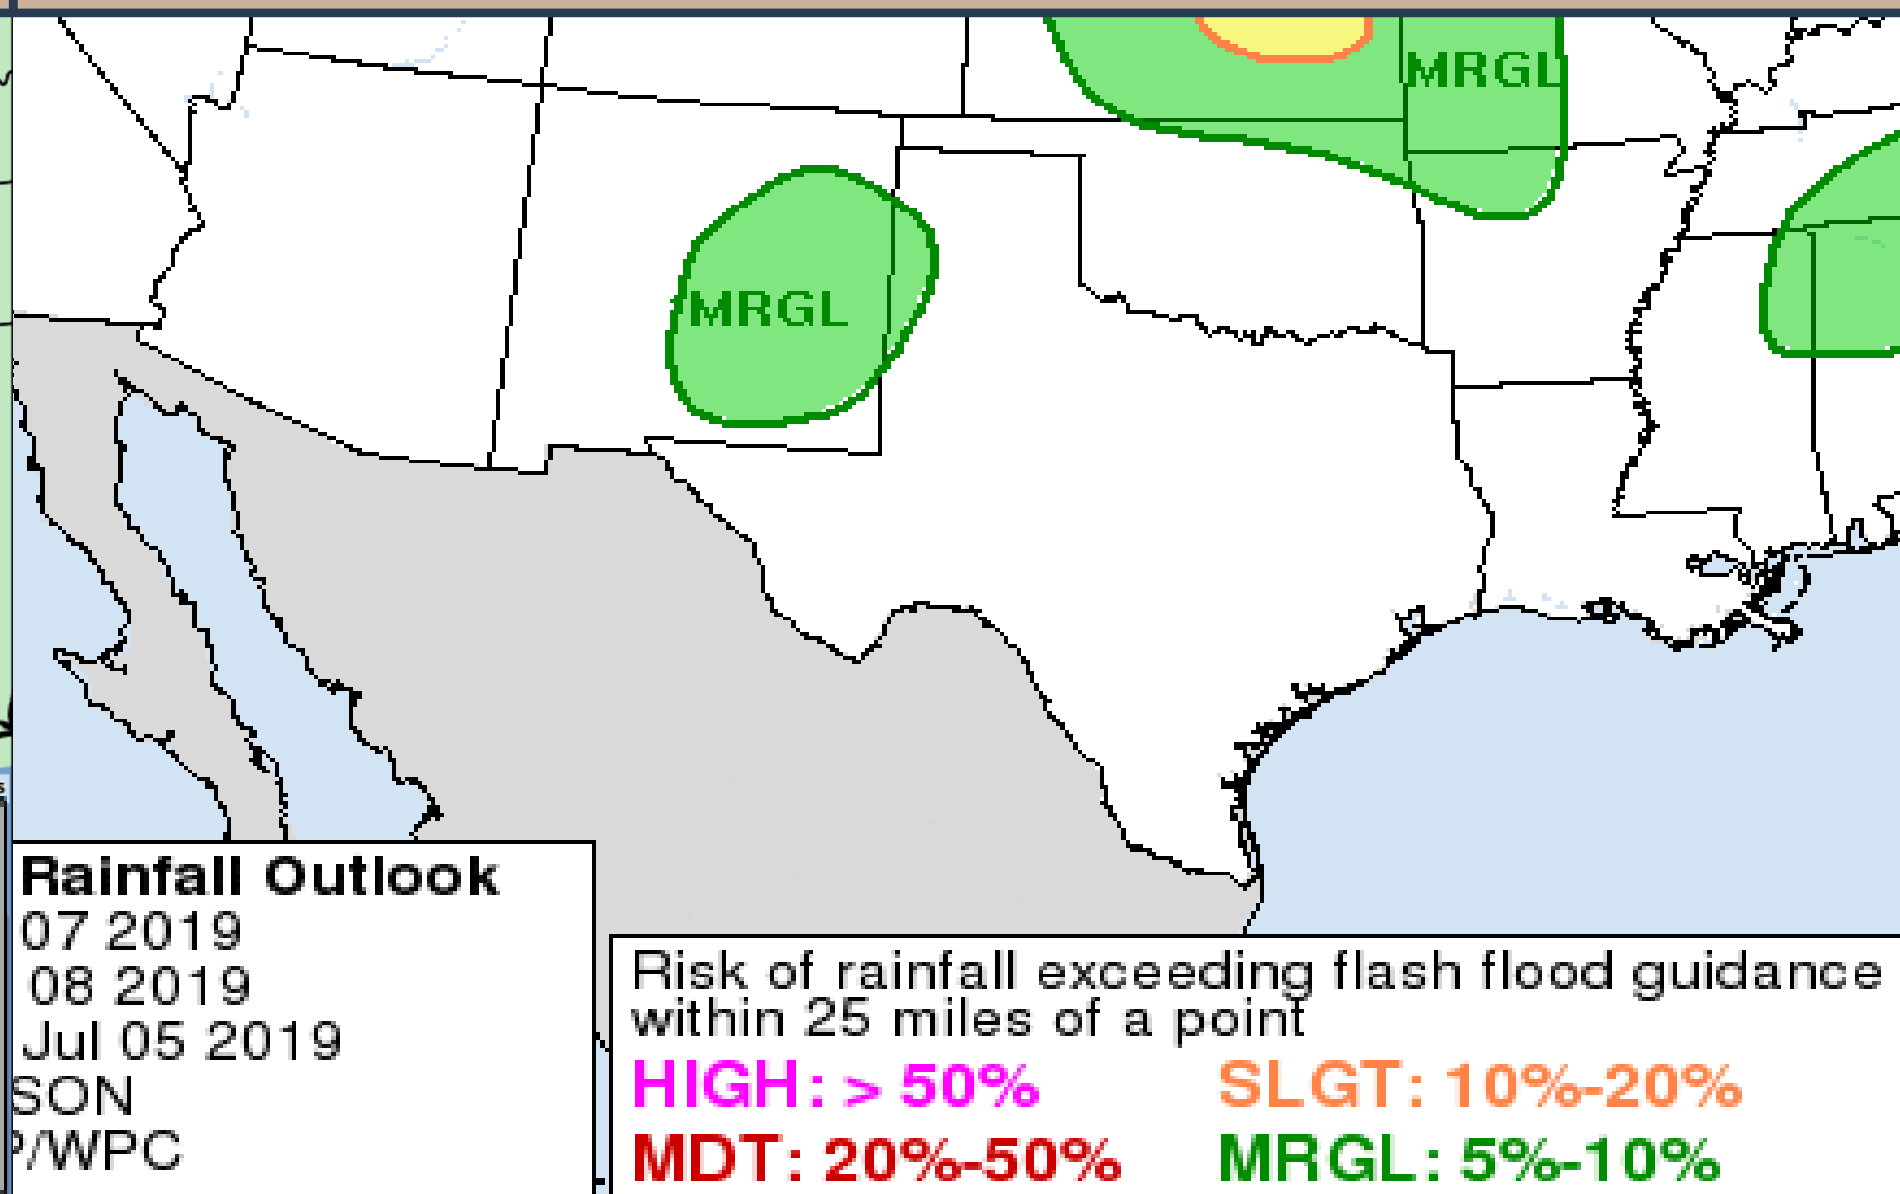 MRGL
MRGL
Rainfall Outlook
07 2019
08 2019
Jul 05 2019
SON
/WPC
Risk of rainfall exceeding flash flood guidance
within 25 miles of a point
HIGH: > 50%
SLGT: 10%-20%
MDT: 20%-50%
MRGL: 5%-10%